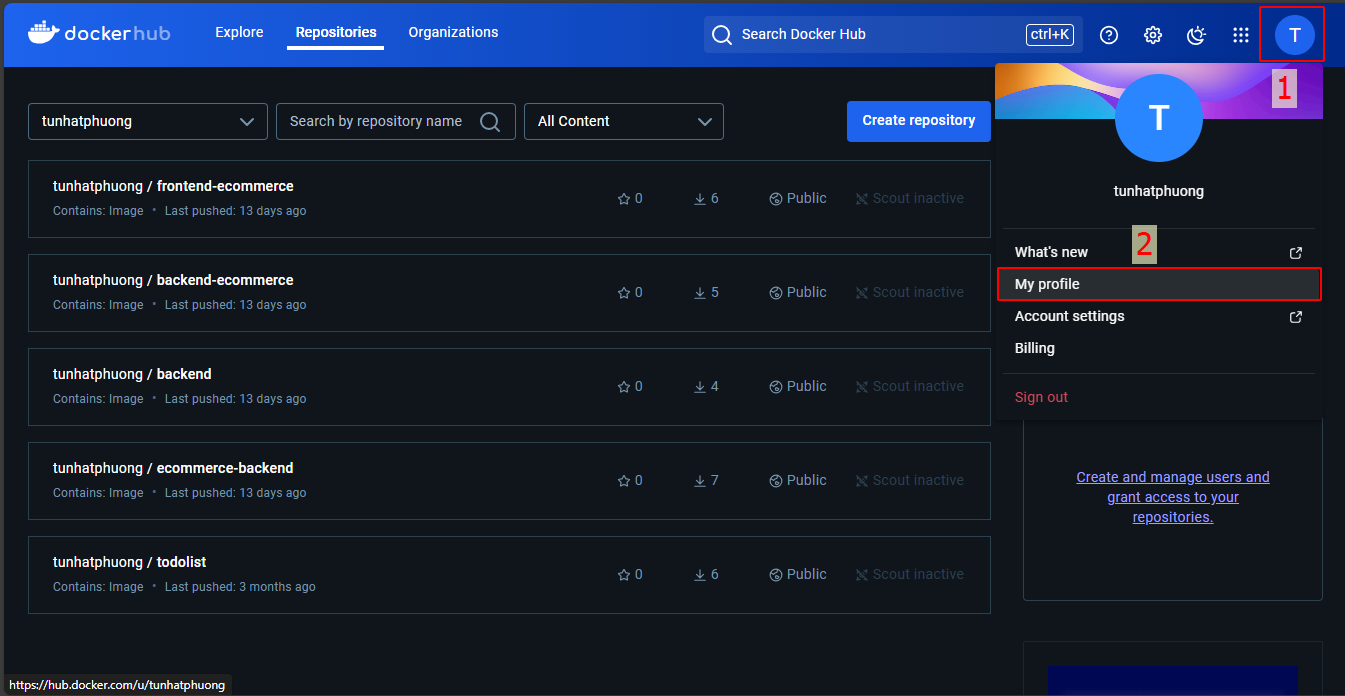 dockerhub
Explore
Repositories
Organizations
Search Docker Hub
ctrl+K
T
1
tunhatphuong
Search by repository name
All Content
Create repository
T
tunhatphuong
2
What's new
My profile
Account settings
Billing
Sign out
tunhatphuong / frontend-ecommerce
Contains: Image • Last pushed: 13 days ago
0
6
Public
Scout inactive
tunhatphuong / backend-ecommerce
Contains: Image • Last pushed: 13 days ago
0
5
Public
Scout inactive
tunhatphuong / backend
Contains: Image • Last pushed: 13 days ago
0
4
Public
Scout inactive
tunhatphuong / ecommerce-backend
Contains: Image • Last pushed: 13 days ago
0
7
Public
Scout inactive
tunhatphuong / todolist
Contains: Image • Last pushed: 3 months ago
0
6
Public
Scout inactive
Create and manage users and
grant access to your
repositories.
https://hub.docker.com/u/tunhatphuong